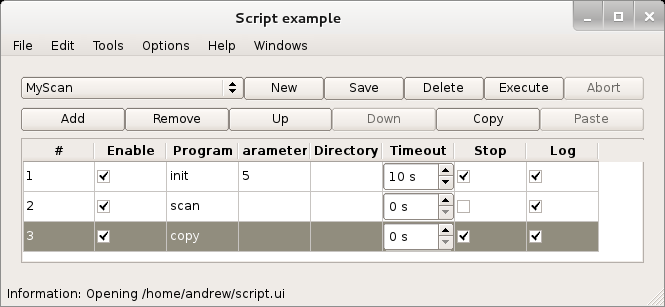 Script example
File Edit Tools Options Help Windows
MyScan New Save Delete Execute Abort
Add Remove Up Down Copy Paste
# Enable Program arameter Directory Timeout Stop Log
1 init 5 10 s
2 scan 0 s
3 copy 0 s
Information: Opening /home/andrew/script.ui